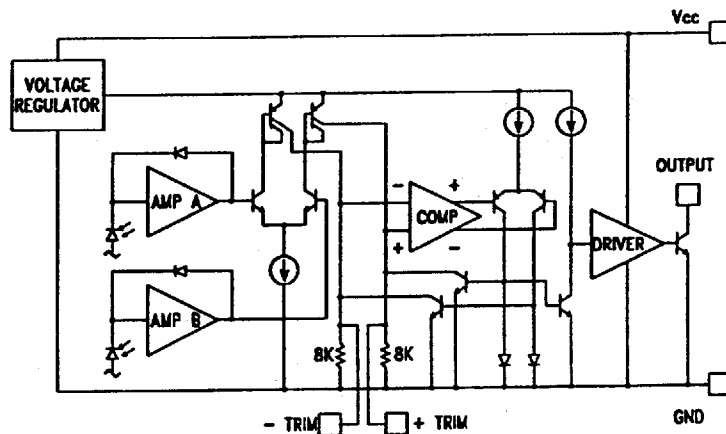 Vcc
VOLTAGE
REGULATOR
OUTPUT
AMP A
- +
COMP
+ -
DRIVER
AMP B
8K 8K
- TRIM + TRIM
GND